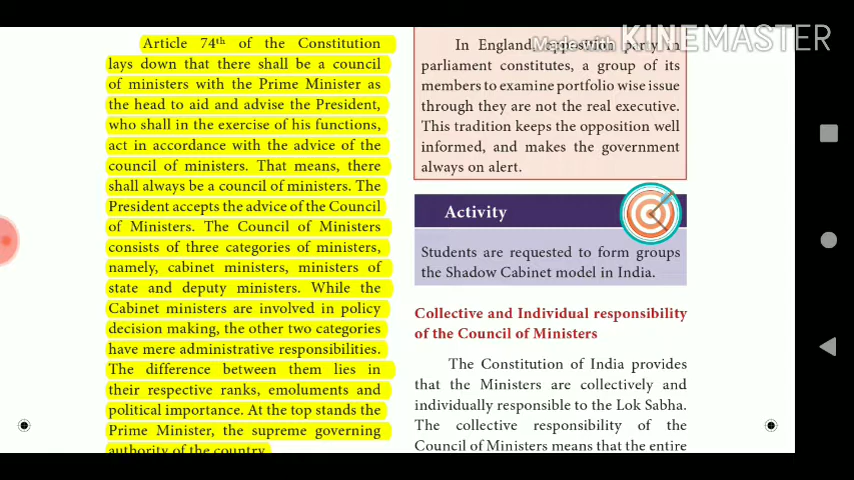 Article 74th of the Constitution
lays down that there shall be a council
of ministers with the Prime Minister as
the head to aid and advise the President,
who shall in the exercise of his functions,
act in accordance with the advice of the
council of ministers. That means, there
shall always be a council of ministers. The
President accepts the advice of the Council
of Ministers. The Council of Ministers
consists of three categories of ministers,
namely, cabinet ministers, ministers of
state and deputy ministers. While the
Cabinet ministers are involved in policy
decision making, the other two categories
have mere administrative responsibilities.
The difference between them lies in
their respective ranks, emoluments and
political importance. At the top stands the
Prime Minister, the supreme governing
authority of the country.
Made with KINEMASTER
In England, opposition party in
parliament constitutes, a group of its
members to examine portfolio wise issue
through they are not the real executive.
This tradition keeps the opposition well
informed, and makes the government
always on alert.
Activity
Students are requested to form groups
the Shadow Cabinet model in India.
Collective and Individual responsibility
of the Council of Ministers
The Constitution of India provides
that the Ministers are collectively and
individually responsible to the Lok Sabha.
The collective responsibility of the
Council of Ministers means that the entire